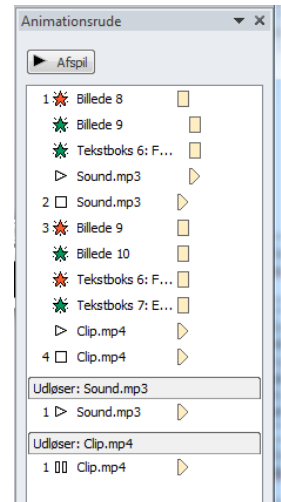 Animationsrude
Afspil
1 Billede 8
Billede 9
Tekstboks 6: F...
Sound.mp3
2 Sound.mp3
3 Billede 9
Billede 10
Tekstboks 6: F...
Tekstboks 7: E...
Clip.mp4
4 Clip.mp4
Udløser: Sound.mp3
1 Sound.mp3
Udløser: Clip.mp4
1 Clip.mp4